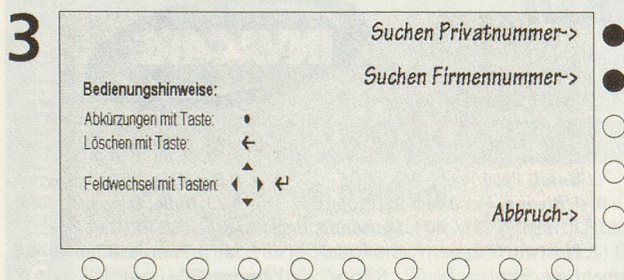 3
Suchen Privatnummer->
Suchen Firmennummer->
Bedienungshinweise:
Abkürzungen mit Taste: •
Löschen mit Taste: ←
Feldwechsel mit Tasten: ◀ ▲ ▼ ▶ ↵
Abbruch->